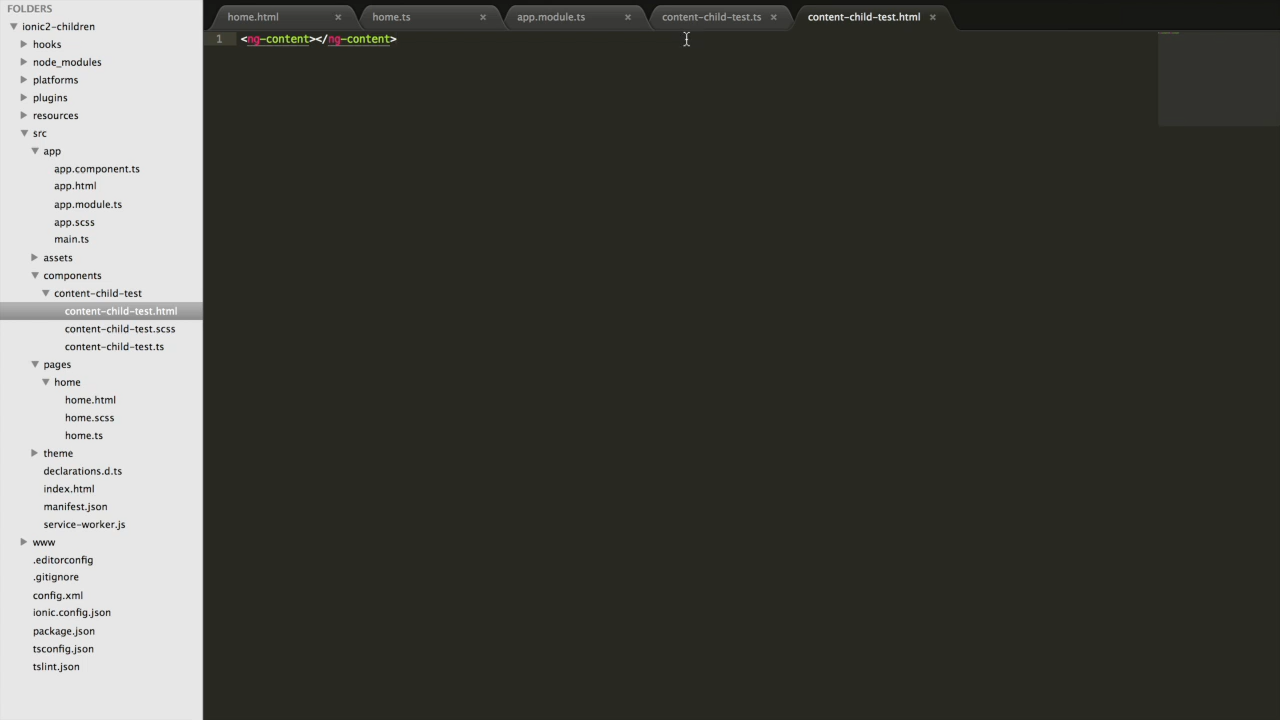 FOLDERS
ionic2-children
hooks
node_modules
platforms
plugins
resources
src
app
app.component.ts
app.html
app.module.ts
app.scss
main.ts
assets
components
content-child-test
content-child-test.html
content-child-test.scss
content-child-test.ts
pages
home
home.html
home.scss
home.ts
theme
declarations.d.ts
index.html
manifest.json
service-worker.js
www
.editorconfig
.gitignore
config.xml
ionic.config.json
package.json
tsconfig.json
tslint.json
home.html × home.ts × app.module.ts × content-child-test.ts × content-child-test.html ×
1 <ng-content></ng-content>